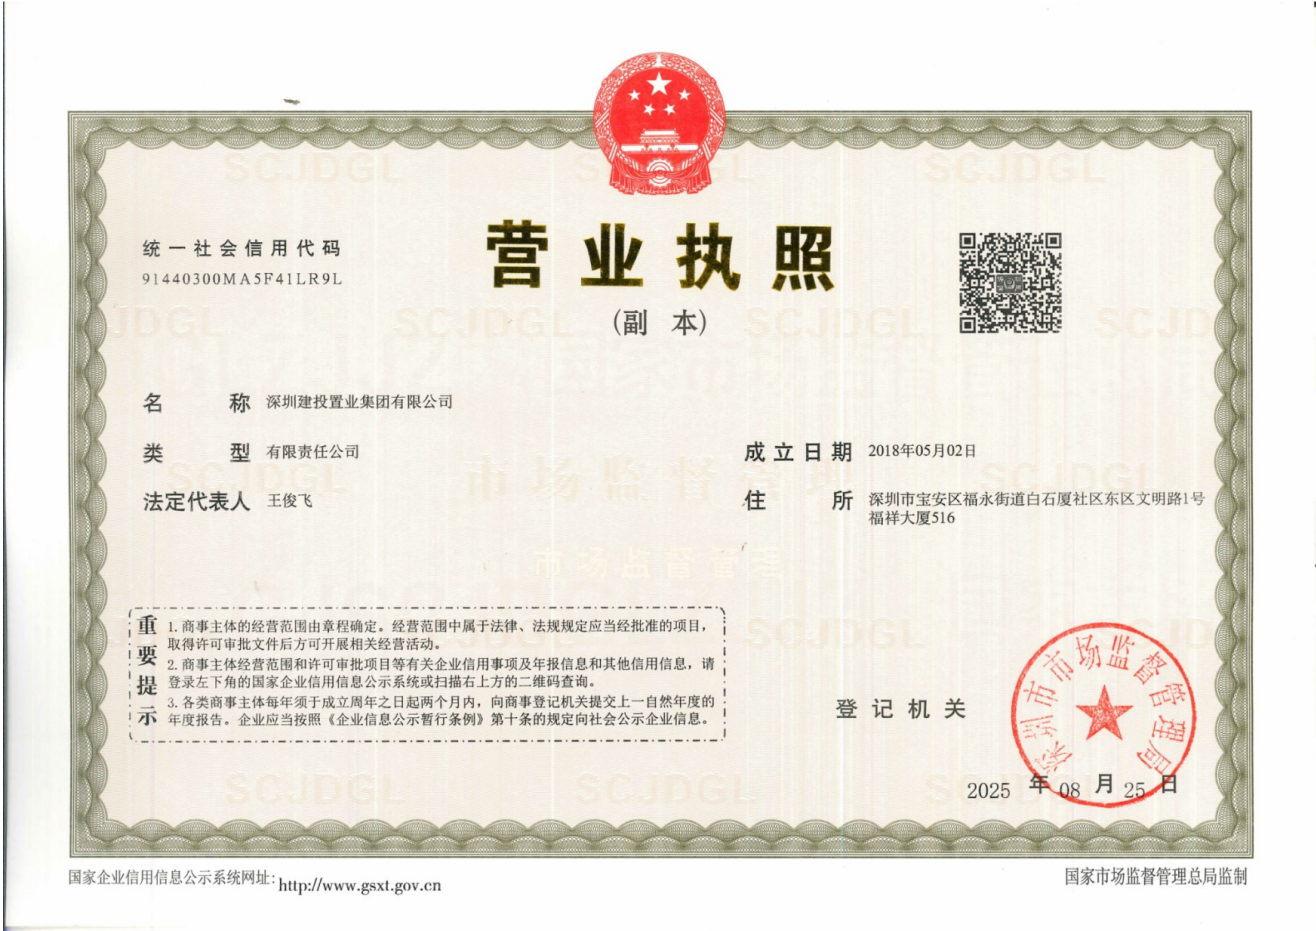 营业执照
(副 本)
统一社会信用代码
91440300MA5F41LR9L
名 称 深圳建投置业集团有限公司
类 型 有限责任公司
法定代表人 王俊飞
成立日期 2018年05月02日
住 所 深圳市宝安区福永街道白石厦社区东区文明路1号
福祥大厦516
重要提示
1. 商事主体的经营范围由章程确定。经营范围中属于法律、法规规定应当经批准的项目，
取得许可审批文件后方可开展相关经营活动。
2. 商事主体经营范围和许可审批项目等有关企业信用事项及年报信息和其他信用信息，请
登录左下角的国家企业信用信息公示系统或扫描右上方的二维码查询。
3. 各类商事主体每年须于成立周年之日起两个月内，向商事登记机关提交上一自然年度的
年度报告。企业应当按照《企业信息公示暂行条例》第十条的规定向社会公示企业信息。
登记机关
深圳市市场监督管理局
2025 年 08 月 25 日
国家企业信用信息公示系统网址：http://www.gsxt.gov.cn
国家市场监督管理总局监制
SCJDGL
市场监督管理